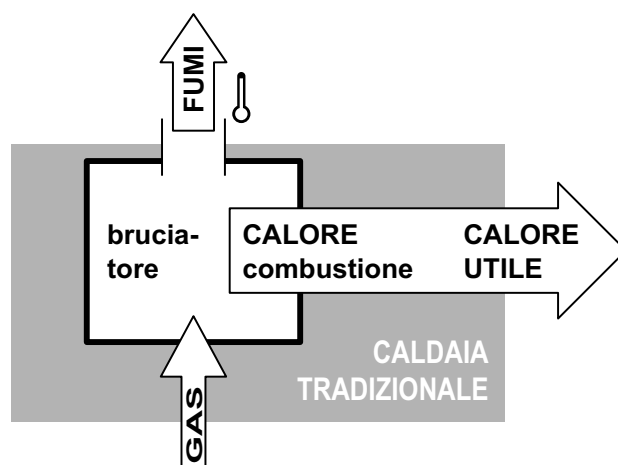 FUMI
brucia-
tore
CALORE
combustione
CALORE
UTILE
CALDAIA
TRADIZIONALE
GAS